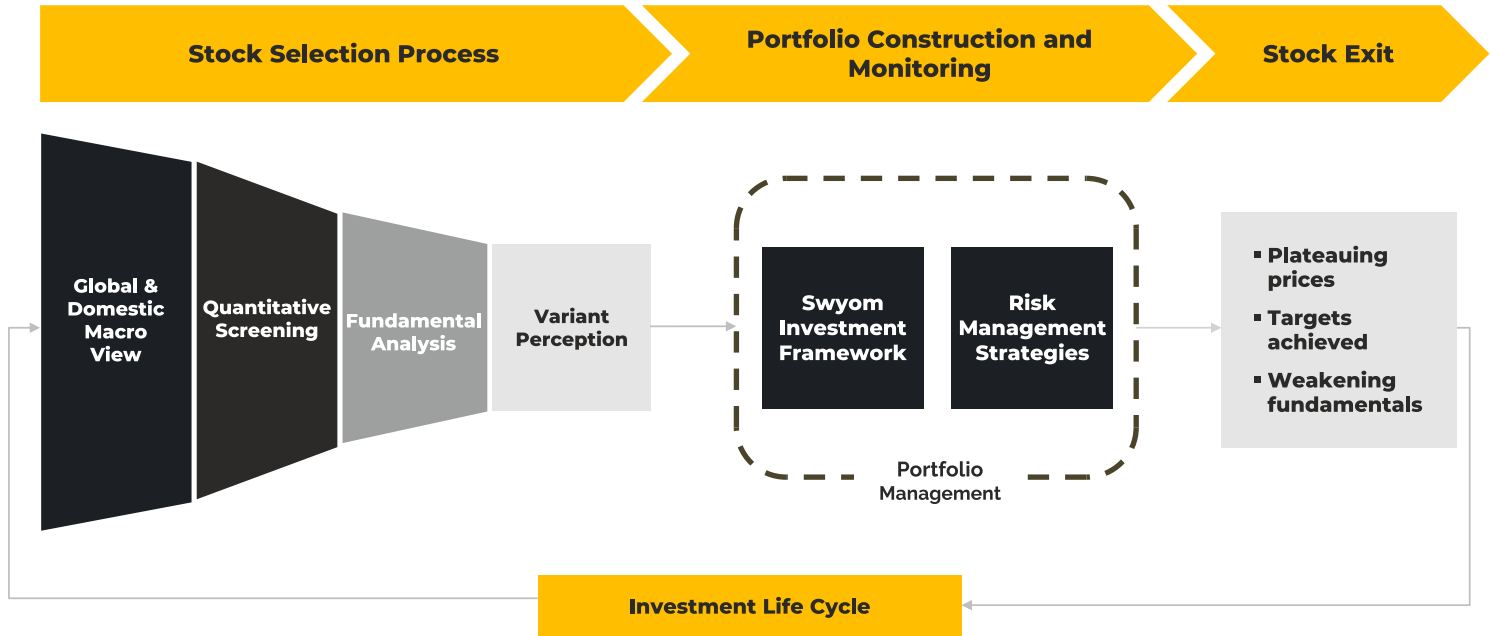 Stock Selection Process
Portfolio Construction and
Monitoring
Stock Exit
Global &
Domestic
Macro
View
Quantitative
Screening
Fundamental
Analysis
Variant
Perception
Swyom
Investment
Framework
Risk
Management
Strategies
Portfolio
Management
▪ Plateauing
prices
▪ Targets
achieved
▪ Weakening
fundamentals
Investment Life Cycle